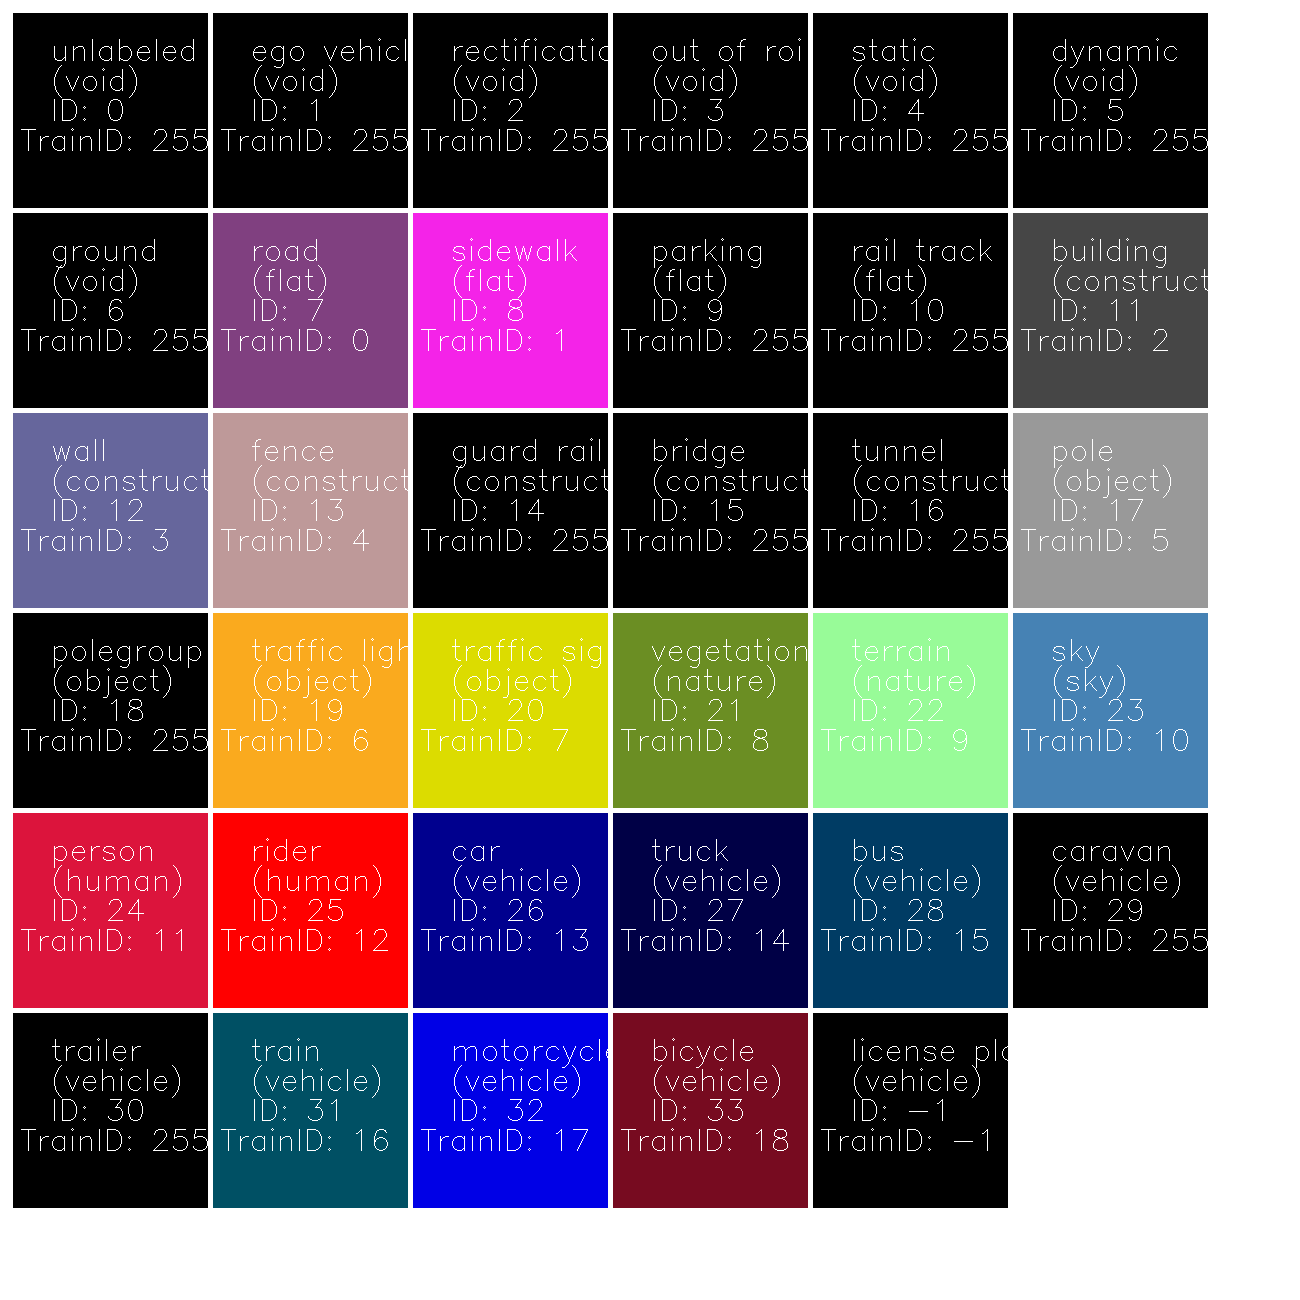 unlabeled
(void)
ID: 0
TrainID: 255
ego vehicl
(void)
ID: 1
TrainID: 255
rectificatio
(void)
ID: 2
TrainID: 255
out of roi
(void)
ID: 3
TrainID: 255
static
(void)
ID: 4
TrainID: 255
dynamic
(void)
ID: 5
TrainID: 255
ground
(void)
ID: 6
TrainID: 255
road
(flat)
ID: 7
TrainID: 0
sidewalk
(flat)
ID: 8
TrainID: 1
parking
(flat)
ID: 9
TrainID: 255
rail track
(flat)
ID: 10
TrainID: 255
building
(construct
ID: 11
TrainID: 2
wall
(construct
ID: 12
TrainID: 3
fence
(construct
ID: 13
TrainID: 4
guard rail
(construct
ID: 14
TrainID: 255
bridge
(construct
ID: 15
TrainID: 255
tunnel
(construct
ID: 16
TrainID: 255
pole
(object)
ID: 17
TrainID: 5
polegroup
(object)
ID: 18
TrainID: 255
traffic ligh
(object)
ID: 19
TrainID: 6
traffic sig
(object)
ID: 20
TrainID: 7
vegetation
(nature)
ID: 21
TrainID: 8
terrain
(nature)
ID: 22
TrainID: 9
sky
(sky)
ID: 23
TrainID: 10
person
(human)
ID: 24
TrainID: 11
rider
(human)
ID: 25
TrainID: 12
car
(vehicle)
ID: 26
TrainID: 13
truck
(vehicle)
ID: 27
TrainID: 14
bus
(vehicle)
ID: 28
TrainID: 15
caravan
(vehicle)
ID: 29
TrainID: 255
trailer
(vehicle)
ID: 30
TrainID: 255
train
(vehicle)
ID: 31
TrainID: 16
motorcycle
(vehicle)
ID: 32
TrainID: 17
bicycle
(vehicle)
ID: 33
TrainID: 18
license pla
(vehicle)
ID: -1
TrainID: -1